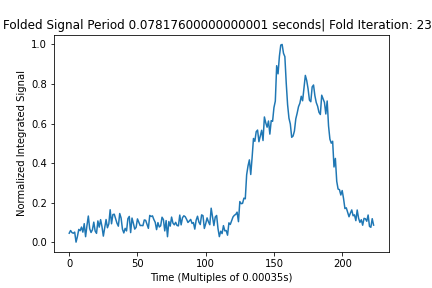 Folded Signal Period 0.07817600000000001 seconds| Fold Iteration: 23
1.0
0.8
0.6
0.4
0.2
0.0
Normalized Integrated Signal
0 50 100 150 200
Time (Multiples of 0.00035s)